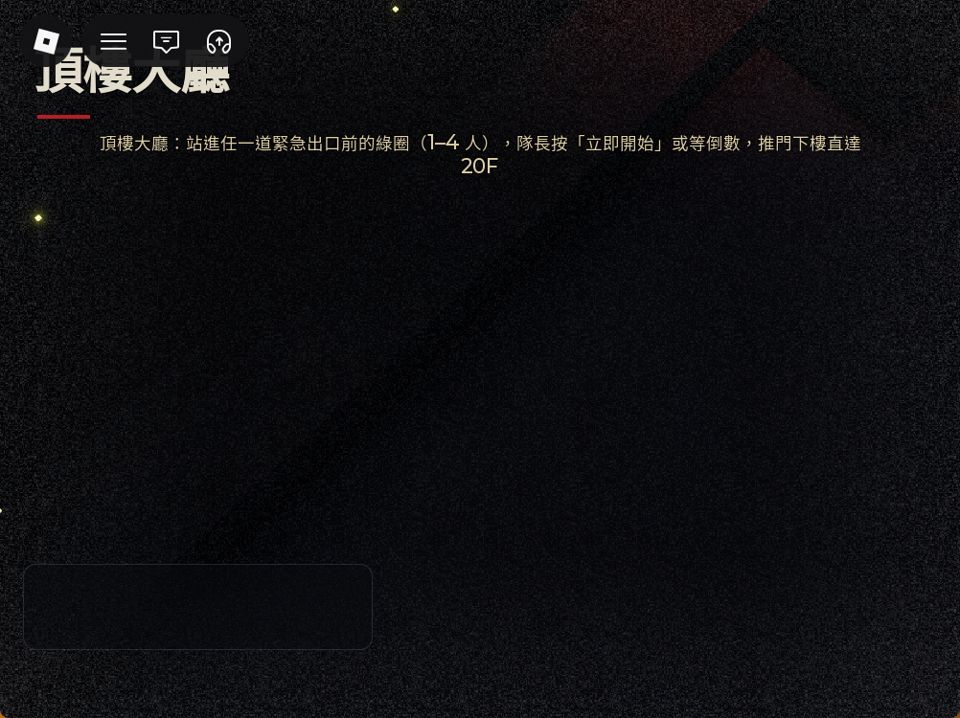 頂樓大廳
頂樓大廳：站進任一道緊急出口前的綠圈（1–4 人），隊長按「立即開始」或等倒數，推門下樓直達
20F